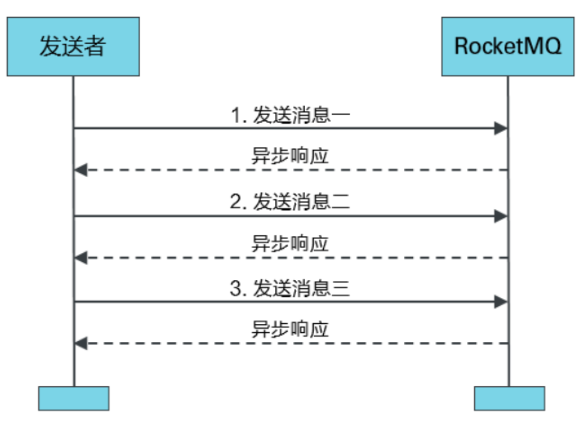 发送者
RocketMQ
1. 发送消息一
异步响应
2. 发送消息二
异步响应
3. 发送消息三
异步响应